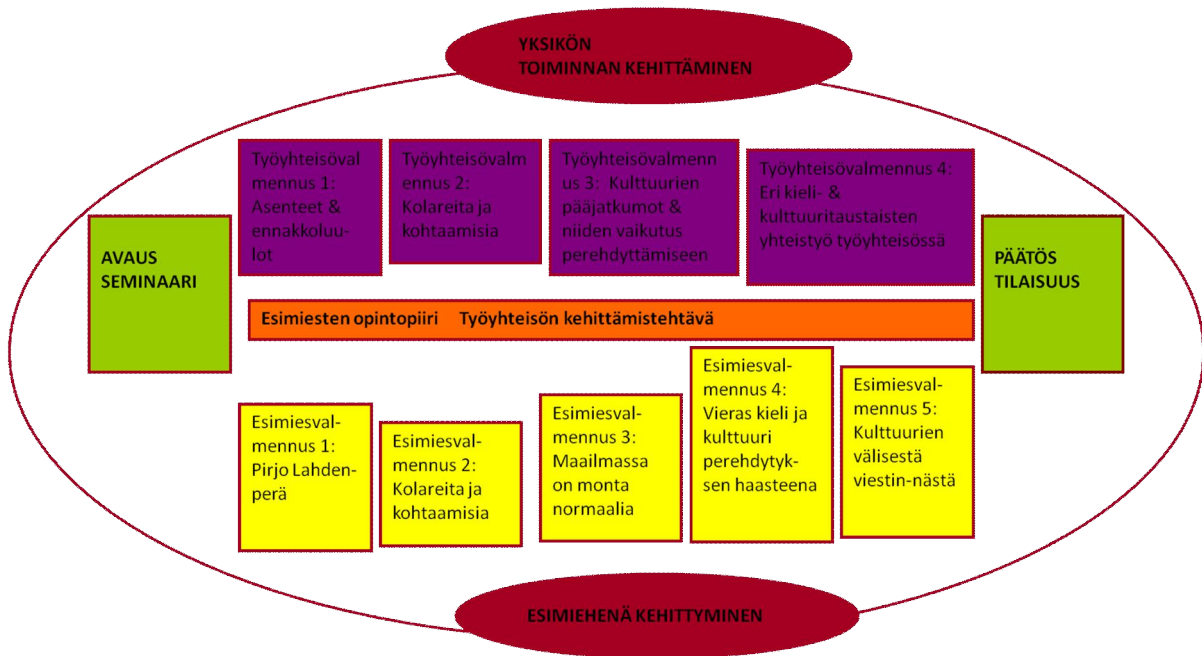 YKSIKÖN
TOIMINNAN KEHITTÄMINEN
Työyhteisöval
mennus 1:
Asenteet &
ennakkoluu-
lot
Työyhteisövalm
ennus 2:
Kolareita ja
kohtaamisia
Työyhteisövalmen
nus 3: Kulttuurien
pääjatkumot &
niiden vaikutus
perehdyttämiseen
Työyhteisövalmennus 4:
Eri kieli- &
kulttuuritaustaisten
yhteistyö työyhteisössä
AVAUS
SEMINAARI
PÄÄTÖS
TILAISUUS
Esimiesten opintopiiri Työyhteisön kehittämistehtävä
Esimiesval-
mennus 1:
Pirjo Lahden-
perä
Esimiesval-
mennus 2:
Kolareita ja
kohtaamisia
Esimiesval-
mennus 3:
Maailmassa
on monta
normaalia
Esimiesval-
mennus 4:
Vieras kieli ja
kulttuuri
perehdytyk-
sen haasteena
Esimiesval-
mennus 5:
Kulttuurien
välisestä
viestin-nästä
ESIMIEHENÄ KEHITTYMINEN